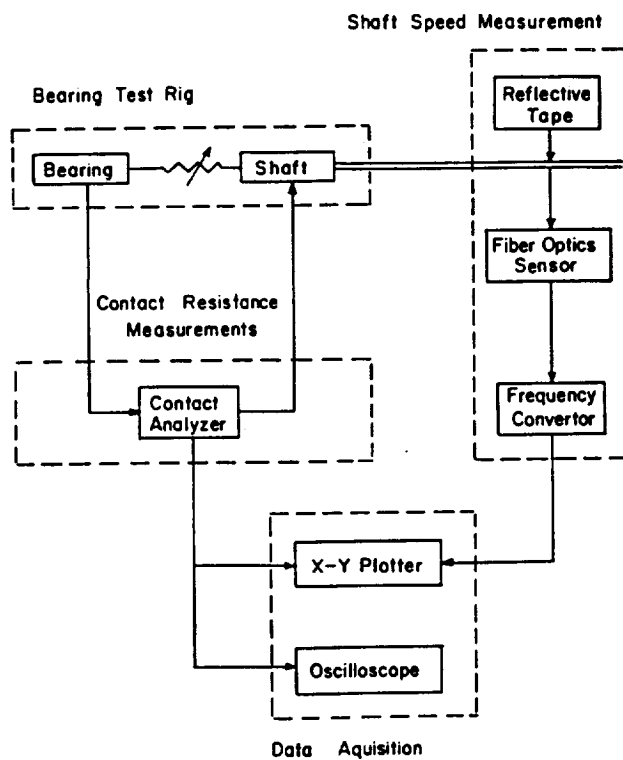 Shaft Speed Measurement
Bearing Test Rig
Reflective
Tape
Bearing
Shaft
Fiber Optics
Sensor
Contact Resistance
Measurements
Contact
Analyzer
Frequency
Convertor
X-Y Plotter
Oscilloscope
Data Aquisition